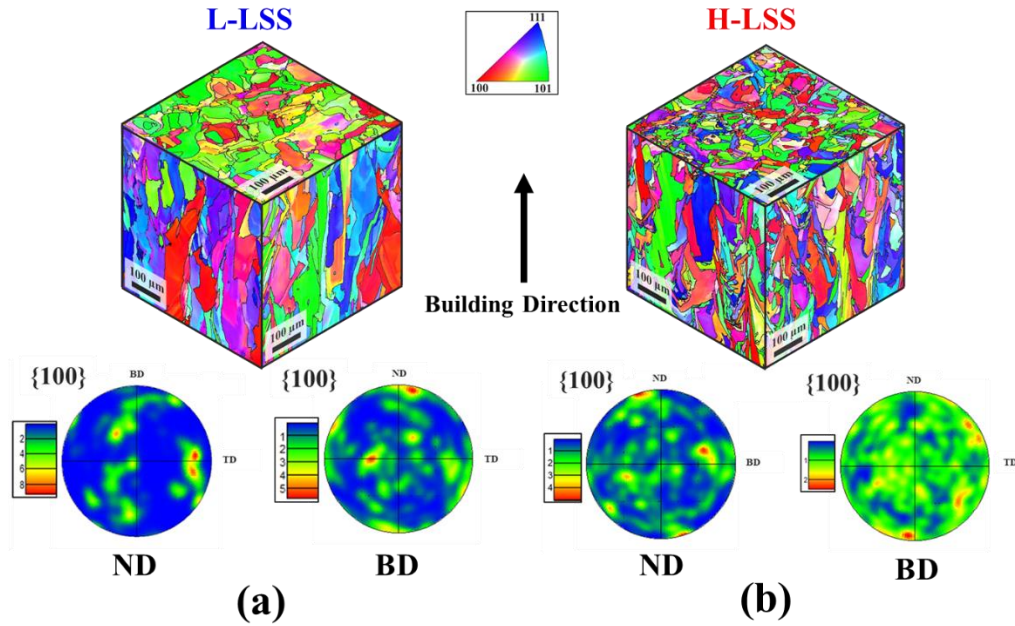 L-LSS
H-LSS
111
100
101
100 μm
100 μm
100 μm
100 μm
100 μm
100 μm
Building Direction
{100}
BD
TD
2
4
6
8
ND
{100}
ND
TD
1
2
3
4
5
BD
{100}
ND
BD
1
2
3
4
ND
{100}
ND
TD
1
2
BD
(a)
(b)